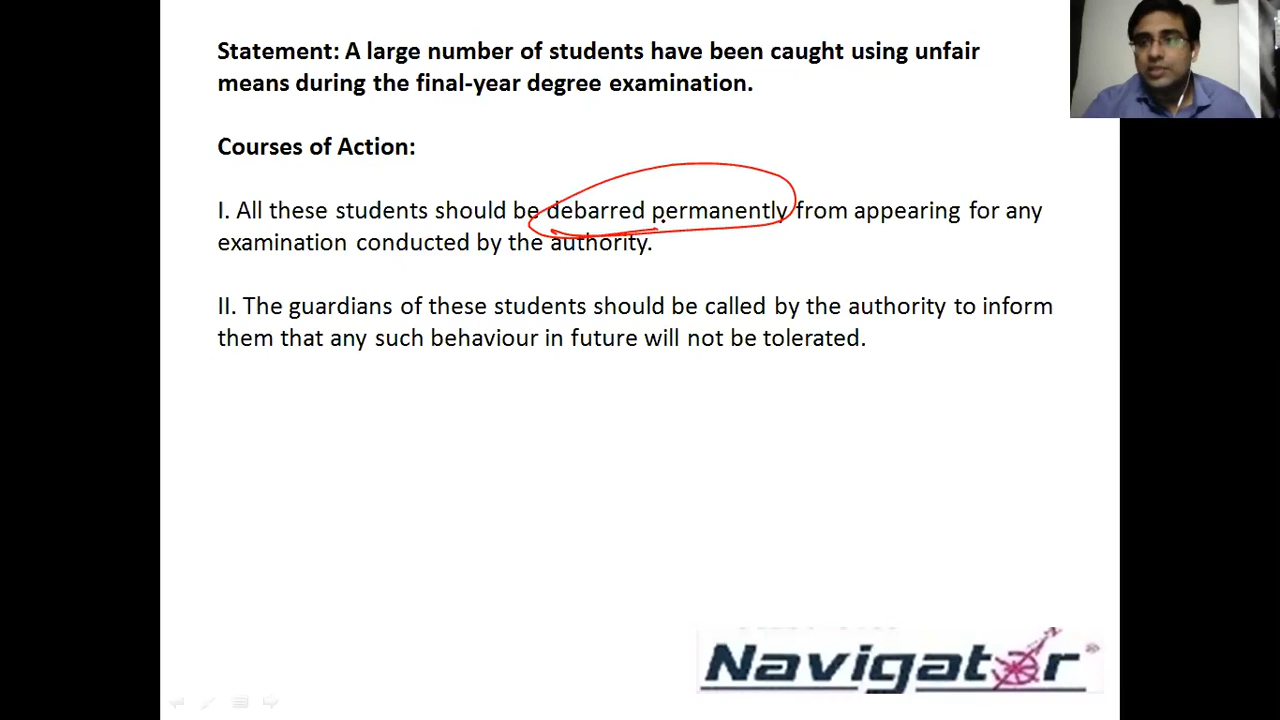 Statement: A large number of students have been caught using unfair
means during the final-year degree examination.
Courses of Action:
I. All these students should be debarred permanently from appearing for any
examination conducted by the authority.
II. The guardians of these students should be called by the authority to inform
them that any such behaviour in future will not be tolerated.
Navigator®